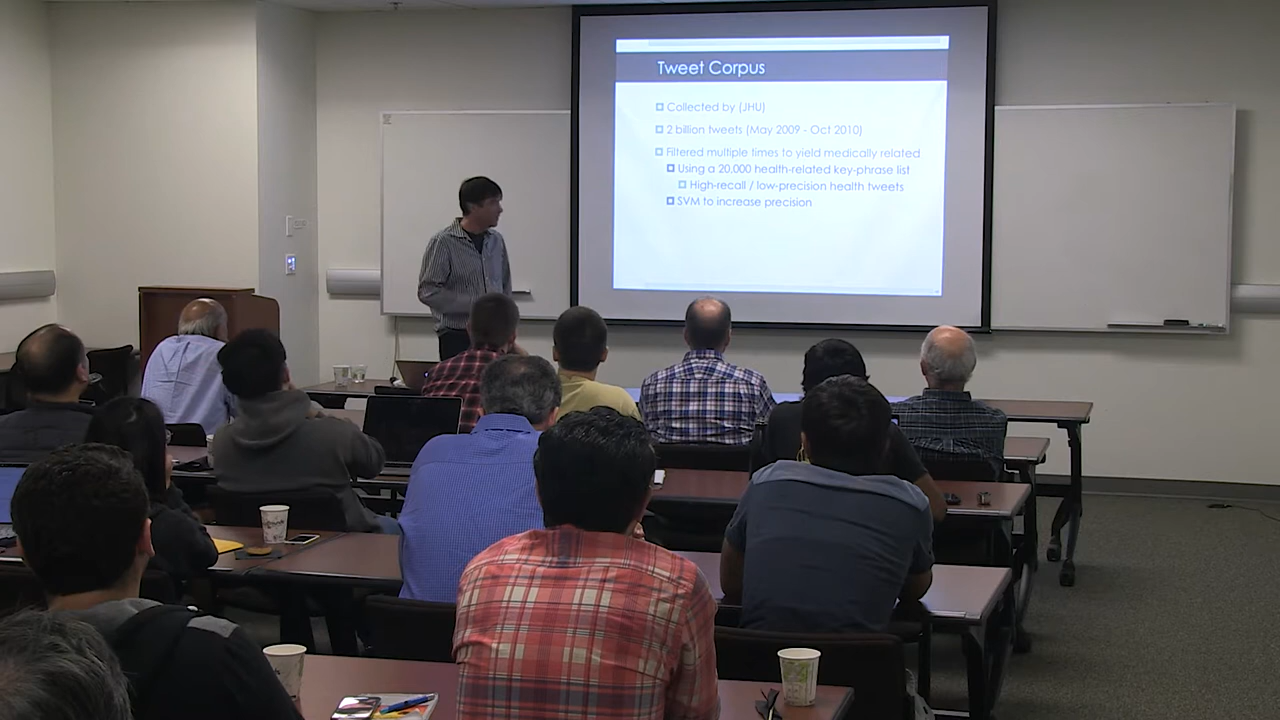 Tweet Corpus
Collected by (JHU)
2 billion tweets (May 2009 - Oct 2010)
Filtered multiple times to yield medically related
Using a 20,000 health-related key-phrase list
High-recall / low-precision health tweets
SVM to increase precision